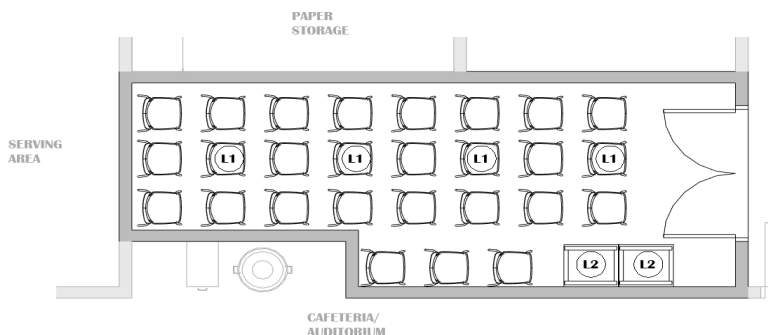 PAPER
STORAGE
SERVING
AREA
L1 L1 L1 L1
L2 L2
CAFETERIA/
AUDITORIUM